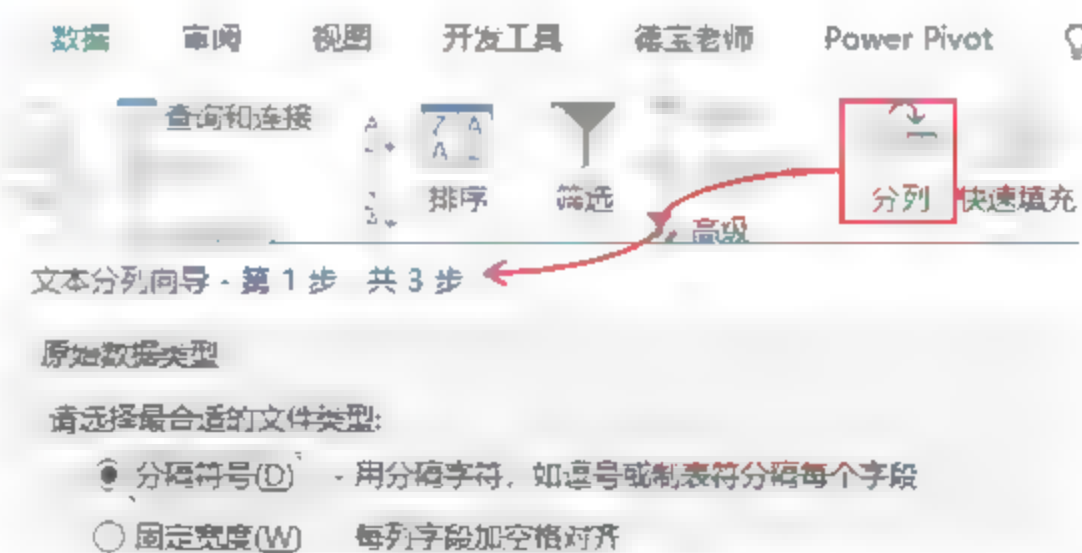 数据 审阅 视图 开发工具 德宝老师 Power Pivot
查询和连接
排序 筛选 分列 快速填充
高级
文本分列向导 - 第 1 步 共 3 步
原始数据类型
请选择最合适的文件类型:
分隔符号(D) - 用分隔字符，如逗号或制表符分隔每个字段
固定宽度(W) 每列字段加空格对齐